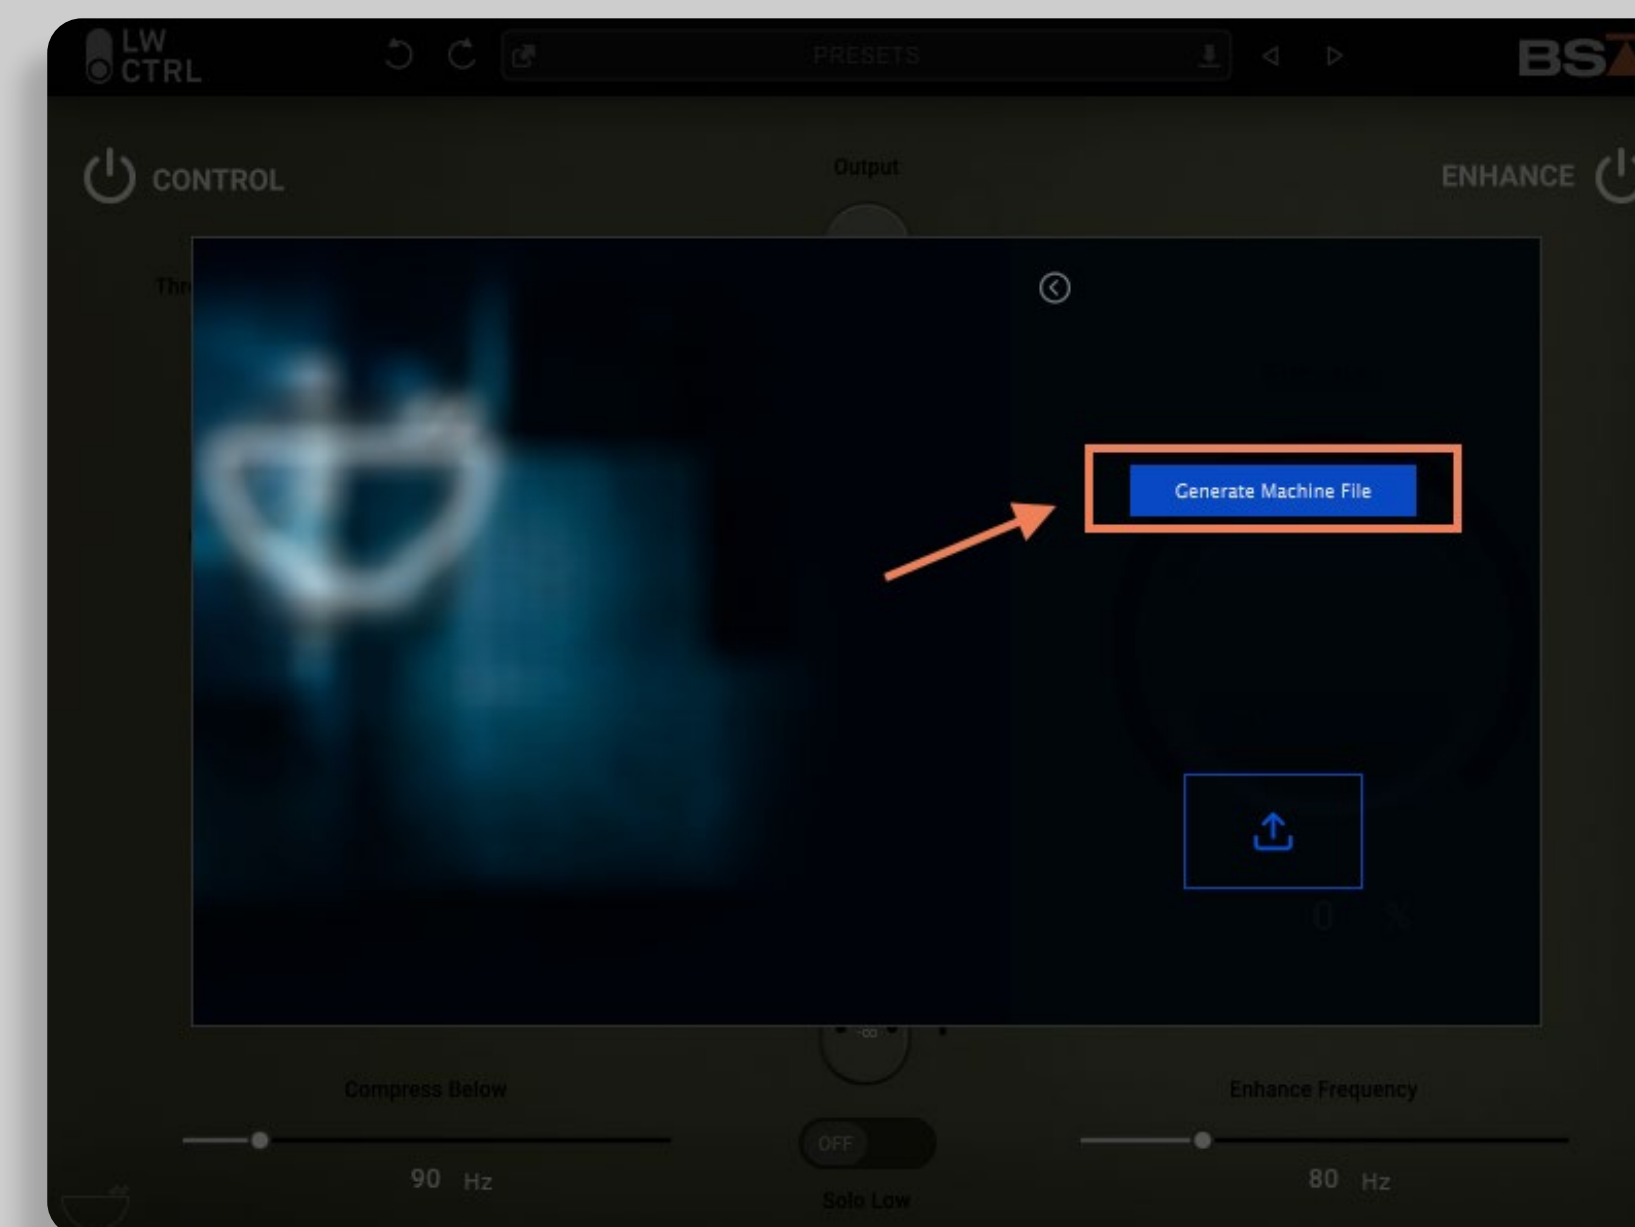 LW
CTRL
PRESETS
BS
CONTROL
Output
ENHANCE
Generate Machine File
0 %
-∞
Compress Below
Enhance Frequency
OFF
90 Hz
80 Hz
Solo Low